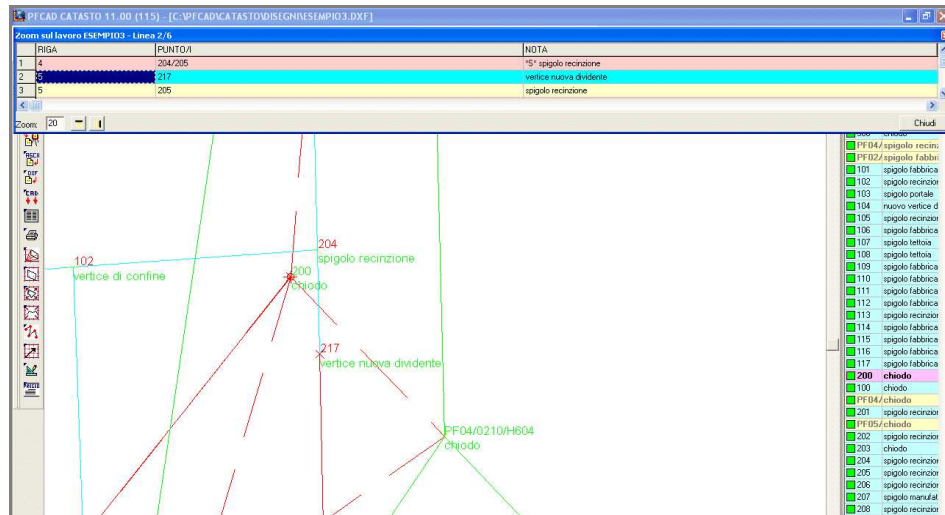 PFCAD CATASTO 11.00 (115) - [C:\PFCAD\CATASTO\DISEGNI\ESEMPIO3.DXF]
Zoom sul lavoro ESEMPIO3 - Linea 2/6
RIGA PUNTO/I NOTA
1 4 204/205 "S" spigolo recinzione
2 5 217 vertice nuova dividente
3 5 205 spigolo recinzione
Zoom: 20 Chiudi
PF04/ spigolo recin
PF02/ spigolo fabbri
101 spigolo fabbrica
102 spigolo recinzior
103 spigolo portale
104 nuovo vertice d
105 spigolo recinzior
106 spigolo fabbrica
107 spigolo tettoia
108 spigolo tettoia
109 spigolo fabbrica
110 spigolo fabbrica
111 spigolo fabbrica
112 spigolo fabbrica
113 spigolo recinzior
114 spigolo fabbrica
115 spigolo fabbrica
116 spigolo fabbrica
117 spigolo fabbrica
200 chiodo
100 chiodo
PF04/ chiodo
201 spigolo recinzior
PF05/ chiodo
202 spigolo recinzior
203 chiodo
204 spigolo recinzior
205 spigolo recinzior
206 spigolo recinzior
207 spigolo manufat
208 spigolo recinzior
204
spigolo recinzione
102
vertice di confine
200
chiodo
217
vertice nuova dividente
PF04/0210/H604
chiodo